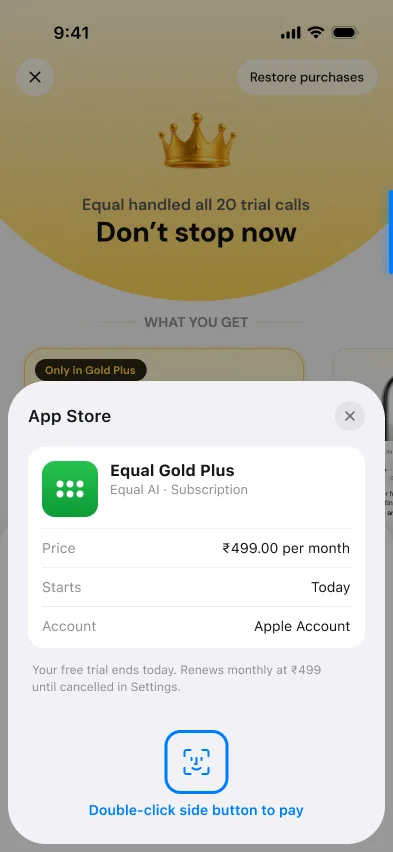 9:41
Restore purchases
Equal handled all 20 trial calls
Don’t stop now
WHAT YOU GET
Only in Gold Plus
App Store
Equal Gold Plus
Equal AI · Subscription
Price ₹499.00 per month
Starts Today
Account Apple Account
Your free trial ends today. Renews monthly at ₹499
until cancelled in Settings.
Double-click side button to pay